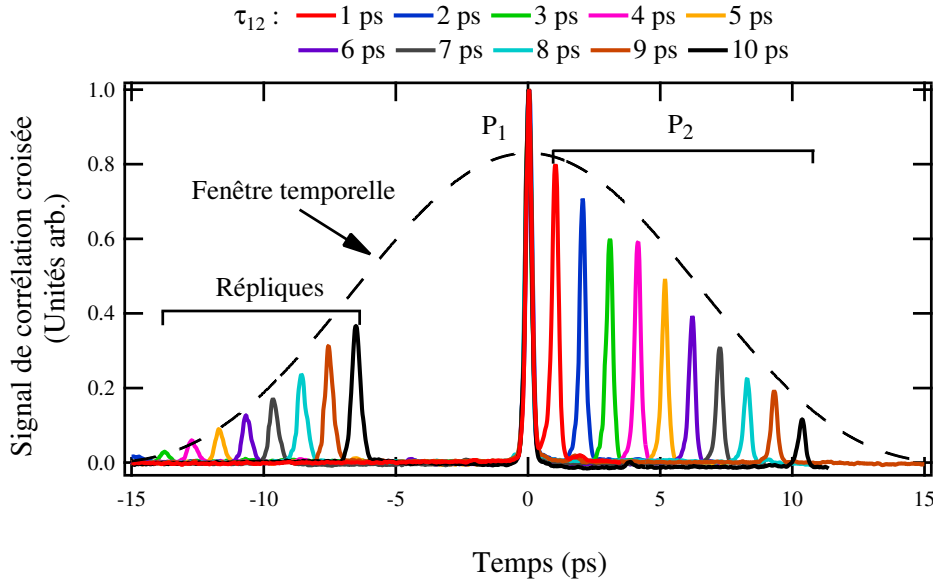 τ12 : 1 ps 2 ps 3 ps 4 ps 5 ps
6 ps 7 ps 8 ps 9 ps 10 ps
Signal de corrélation croisée
(Unités arb.)
1.0
0.8
0.6
0.4
0.2
0.0
P1
P2
Fenêtre temporelle
Répliques
-15 -10 -5 0 5 10 15
Temps (ps)